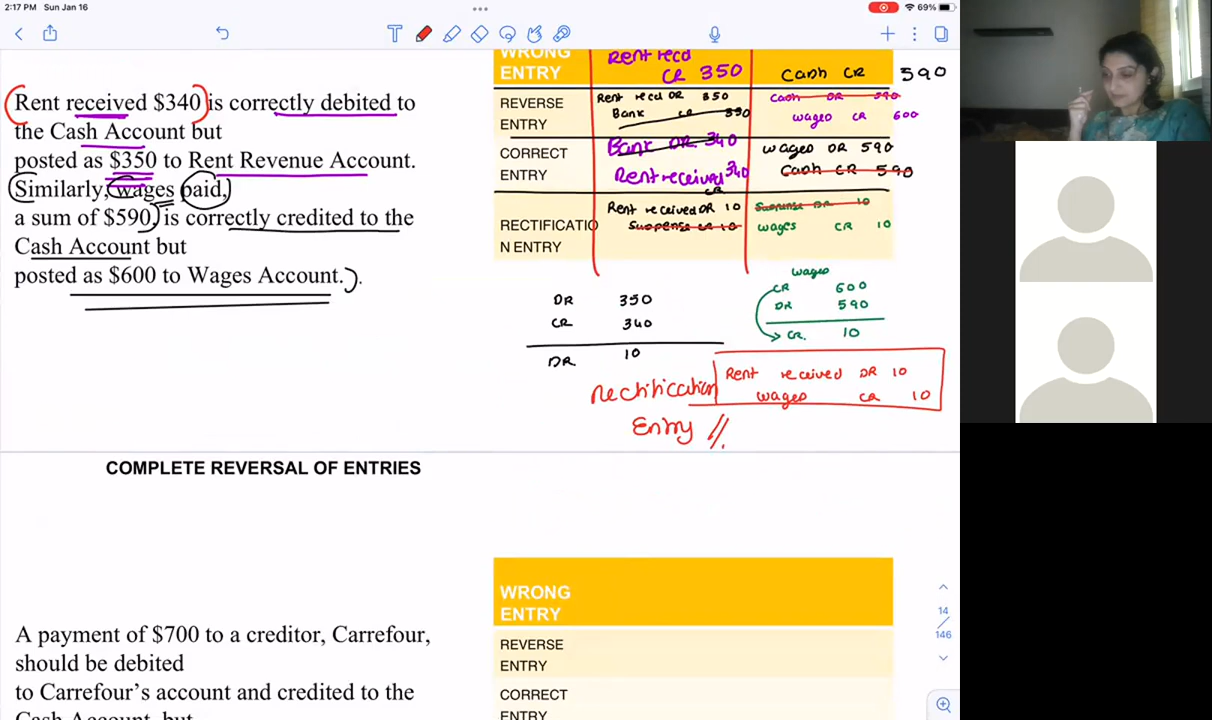 2:17 PM Sun Jan 16
69%
Rent received $340 is correctly debited to
the Cash Account but
posted as $350 to Rent Revenue Account.
Similarly, wages paid,
a sum of $590, is correctly credited to the
Cash Account but
posted as $600 to Wages Account.
WRONG
ENTRY
Rent recd
CR 350
Cash CR 590
REVERSE
ENTRY
Rent recd DR 350
Bank CR 350
Cash DR 590
wages CR 600
CORRECT
ENTRY
Bank DR 340
Rent received 340
CR
wages DR 590
Cash CR 590
RECTIFICATIO
N ENTRY
Rent received DR 10
Suspense CR 10
Suspense DR 10
wages CR 10
DR 350
CR 340
DR 10
wages
CR 600
DR 590
CR. 10
Rectification
Entry
Rent received DR 10
wages CR 10
COMPLETE REVERSAL OF ENTRIES
WRONG
ENTRY
REVERSE
ENTRY
CORRECT
ENTRY
A payment of $700 to a creditor, Carrefour,
should be debited
to Carrefour's account and credited to the
Cash Account, but
14
146